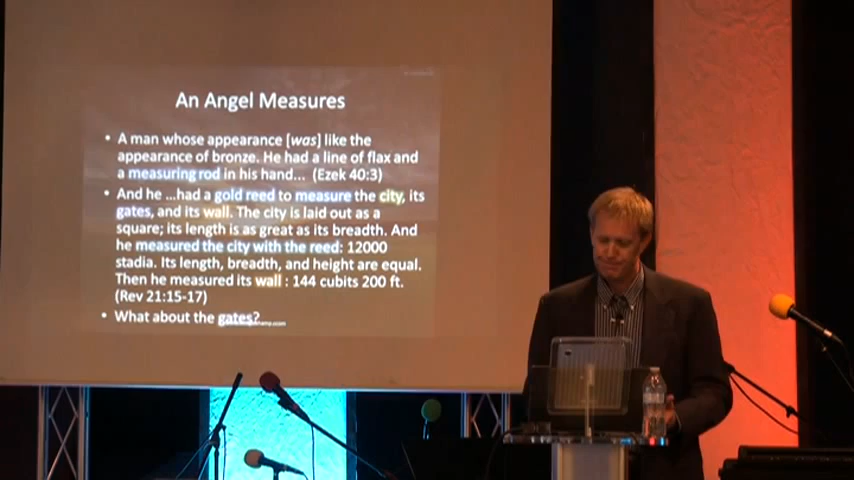 An Angel Measures
• A man whose appearance [was] like the
appearance of bronze. He had a line of flax and
a measuring rod in his hand... (Ezek 40:3)
• And he ...had a gold reed to measure the city, its
gates, and its wall. The city is laid out as a
square; its length is as great as its breadth. And
he measured the city with the reed: 12000
stadia. Its length, breadth, and height are equal.
Then he measured its wall : 144 cubits 200 ft.
(Rev 21:15-17)
• What about the gates?